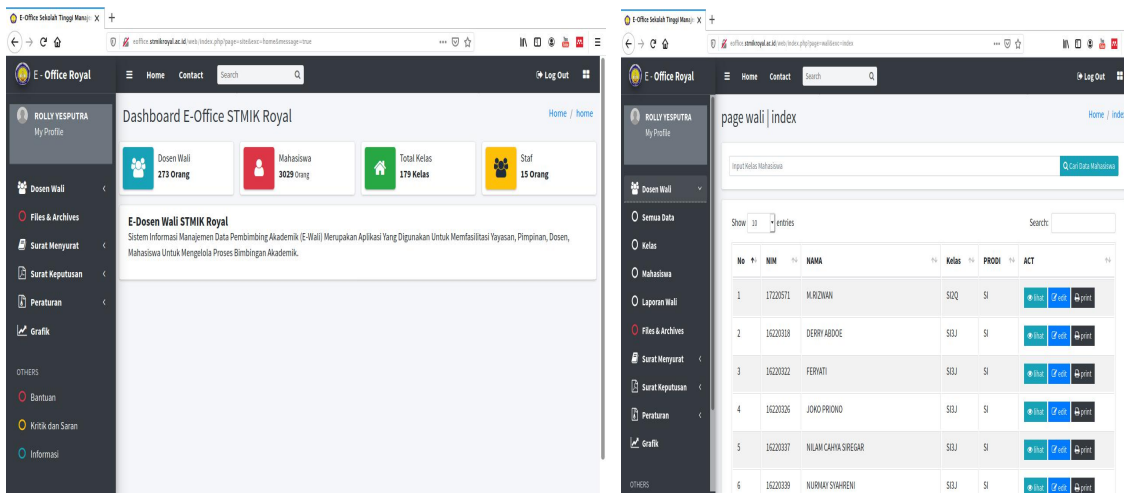 E-Office Sekolah Tinggi Manaj X +
eoffice.stmikroyal.ac.id/web/index.php?page=site&exc=home&message=true
E - Office Royal
Home Contact Search Log Out
ROLLY YESPUTRA
My Profile
Dosen Wali
Files & Archives
Surat Menyurat
Surat Keputusan
Peraturan
Grafik
OTHERS
Bantuan
Kritik dan Saran
Informasi
Dashboard E-Office STMIK Royal
Home / home
Dosen Wali
273 Orang
Mahasiswa
3029 Orang
Total Kelas
179 Kelas
Staf
15 Orang
E-Dosen Wali STMIK Royal
Sistem Informasi Manajemen Data Pembimbing Akademik (E-Wali) Merupakan Aplikasi Yang Digunakan Untuk Memfasilitasi Yayasan, Pimpinan, Dosen,
Mahasiswa Untuk Mengelola Proses Bimbingan Akademik.
E-Office Sekolah Tinggi Manaj X +
eoffice.stmikroyal.ac.id/web/index.php?page=wali&exc=index
E - Office Royal
Home Contact Search Log Out
ROLLY YESPUTRA
My Profile
Dosen Wali
Semua Data
Kelas
Mahasiswa
Laporan Wali
Files & Archives
Surat Menyurat
Surat Keputusan
Peraturan
Grafik
OTHERS
page wali | index
Home / index
Input Kelas Mahasiswa
Cari Data Mahasiswa
Show 10 entries
Search:
No NIM NAMA Kelas PRODI ACT
1 17220571 M.RIZWAN SI2Q SI lihat edit print
2 16220318 DERRY ABDOE SI3J SI lihat edit print
3 16220322 FERYATI SI3J SI lihat edit print
4 16220326 JOKO PRIONO SI3J SI lihat edit print
5 16220337 NILAM CAHYA SIREGAR SI3J SI lihat edit print
6 16220339 NURMAY SYAHRENI SI3J SI lihat edit print